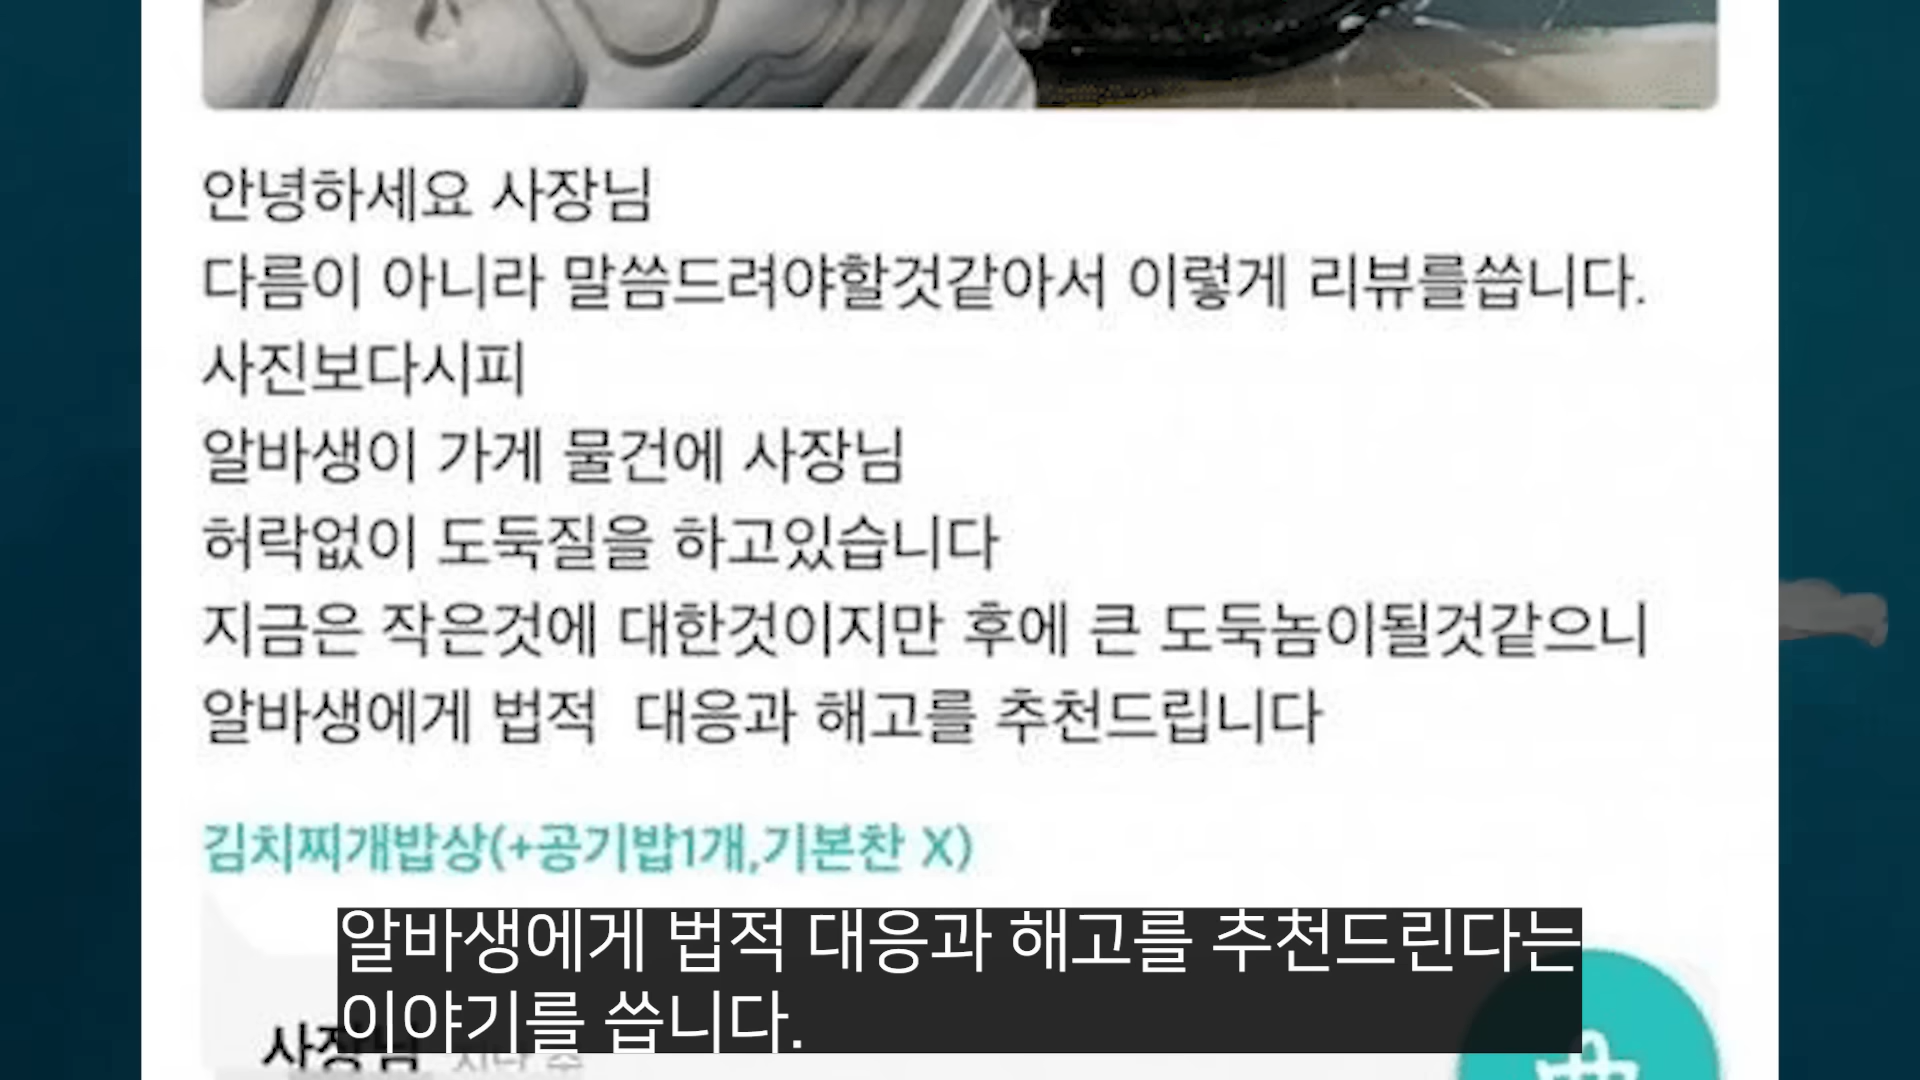 안녕하세요 사장님
다름이 아니라 말씀드려야할것같아서 이렇게 리뷰를씁니다.
사진보다시피
알바생이 가게 물건에 사장님
허락없이 도둑질을 하고있습니다
지금은 작은것에 대한것이지만 후에 큰 도둑놈이될것같으니
알바생에게 법적  대응과 해고를 추천드립니다
김치찌개밥상(+공기밥1개,기본찬 X)
알바생에게 법적 대응과 해고를 추천드린다는
이야기를 씁니다.
사장님